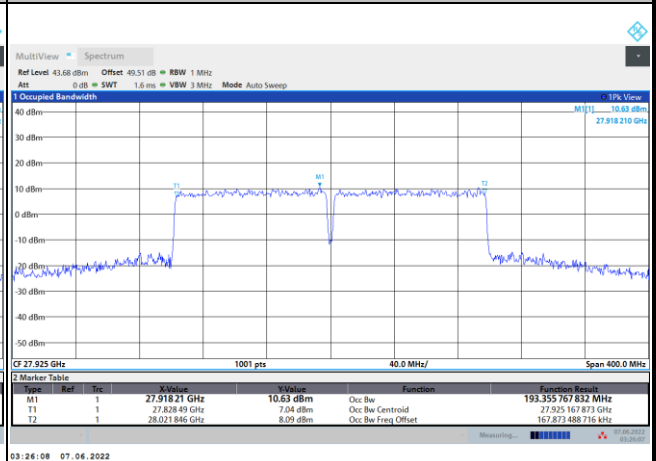 MultiView Spectrum
Ref Level 43.68 dBm Offset 49.51 dB RBW 1 MHz
Att 0 dB SWT 1.6 ms VBW 3 MHz Mode Auto Sweep
1 Occupied Bandwidth 1Pk View
M1[1] 10.63 dBm
27.918 210 GHz
40 dBm
30 dBm
20 dBm
10 dBm
0 dBm
-10 dBm
-20 dBm
-30 dBm
-40 dBm
-50 dBm
T1
M1
T2
CF 27.925 GHz 1001 pts 40.0 MHz/ Span 400.0 MHz
2 Marker Table
Type Ref Trc X-Value Y-Value Function Function Result
M1 1 27.918 21 GHz 10.63 dBm Occ Bw 193.355 767 832 MHz
T1 1 27.828 49 GHz 7.04 dBm Occ Bw Centroid 27.925 167 873 GHz
T2 1 28.021 846 GHz 8.09 dBm Occ Bw Freq Offset 167.873 488 716 kHz
Measuring... 07.06.2022
03:26:07
03:26:08 07.06.2022